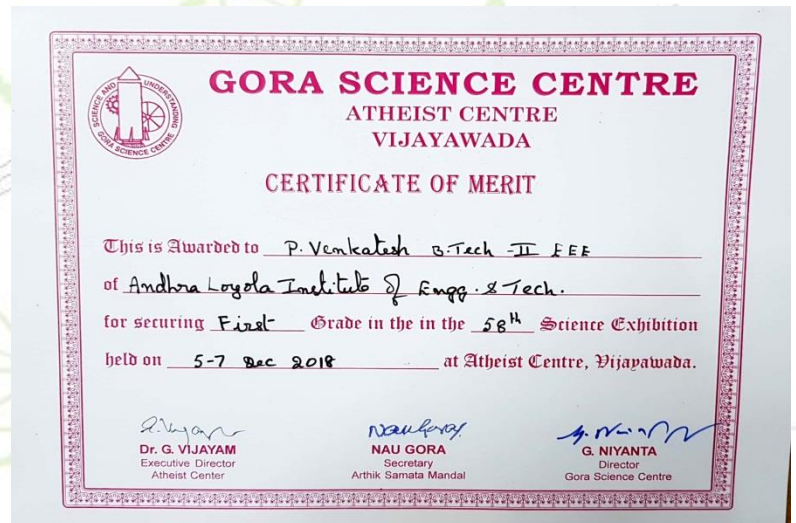 SCIENCE AND UNDERSTANDING
GORA SCIENCE CENTRE
GORA SCIENCE CENTRE
ATHEIST CENTRE
VIJAYAWADA
CERTIFICATE OF MERIT
This is Awarded to P. Venkatesh B.Tech II EEE
of Andhra Loyola Institute of Engg. & Tech.
for securing First Grade in the in the 58th Science Exhibition
held on 5-7 Dec 2018 at Atheist Centre, Vijayawada.
Dr. G. VIJAYAM
Executive Director
Atheist Center
NAU GORA
Secretary
Arthik Samata Mandal
G. NIYANTA
Director
Gora Science Centre